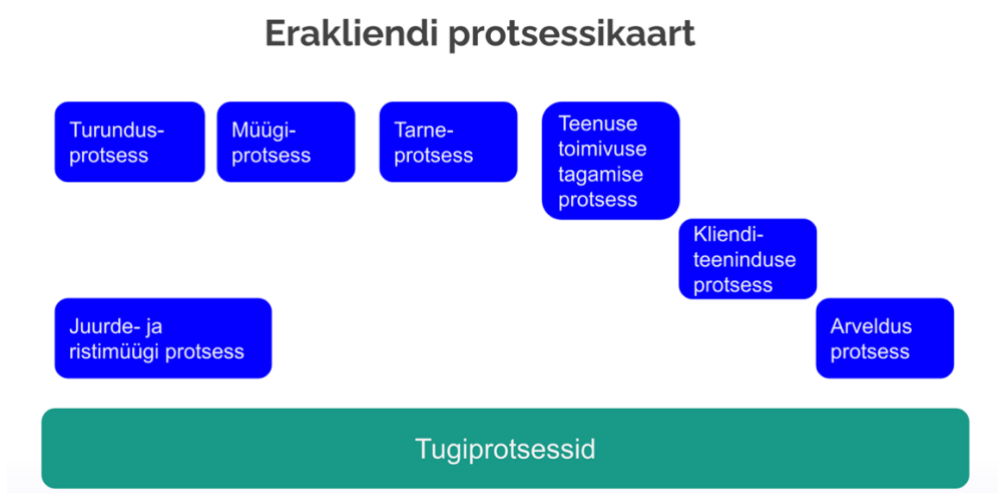 Erakliendi protsessikaart
Turundus-
protsess
Müügi-
protsess
Tarne-
protsess
Teenuse
toimivuse
tagamise
protsess
Kliendi-
teeninduse
protsess
Juurde- ja
ristimüügi protsess
Arveldus
protsess
Tugiprotsessid